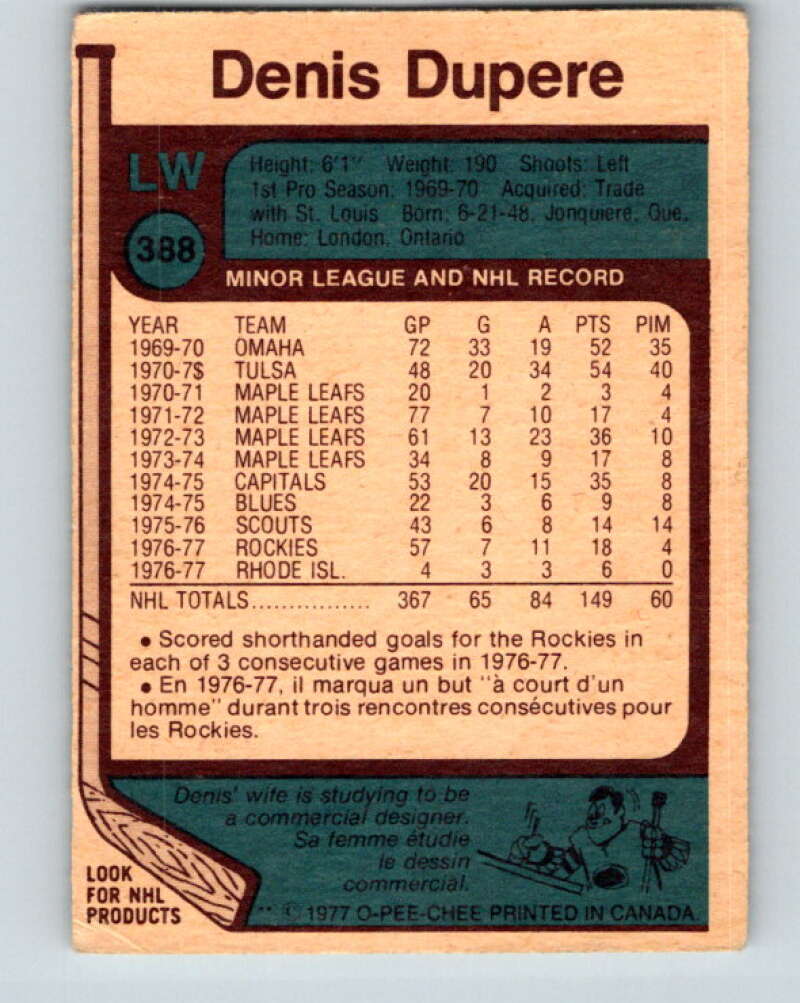 Denis Dupere
LW
388
Height: 6'1" Weight: 190 Shoots: Left
1st Pro Season: 1969-70 Acquired: Trade
with St. Louis Born: 6-21-48, Jonquiere, Que.
Home: London, Ontario
MINOR LEAGUE AND NHL RECORD
YEAR TEAM GP G A PTS PIM
1969-70 OMAHA 72 33 19 52 35
1970-7$ TULSA 48 20 34 54 40
1970-71 MAPLE LEAFS 20 1 2 3 4
1971-72 MAPLE LEAFS 77 7 10 17 4
1972-73 MAPLE LEAFS 61 13 23 36 10
1973-74 MAPLE LEAFS 34 8 9 17 8
1974-75 CAPITALS 53 20 15 35 8
1974-75 BLUES 22 3 6 9 8
1975-76 SCOUTS 43 6 8 14 14
1976-77 ROCKIES 57 7 11 18 4
1976-77 RHODE ISL. 4 3 3 6 0
NHL TOTALS................ 367 65 84 149 60
• Scored shorthanded goals for the Rockies in
each of 3 consecutive games in 1976-77.
• En 1976-77, il marqua un but "à court d'un
homme" durant trois rencontres consécutives pour
les Rockies.
Denis' wife is studying to be
a commercial designer.
Sa femme étudie
le dessin
commercial.
LOOK
FOR NHL
PRODUCTS
** © 1977 O-PEE-CHEE PRINTED IN CANADA.